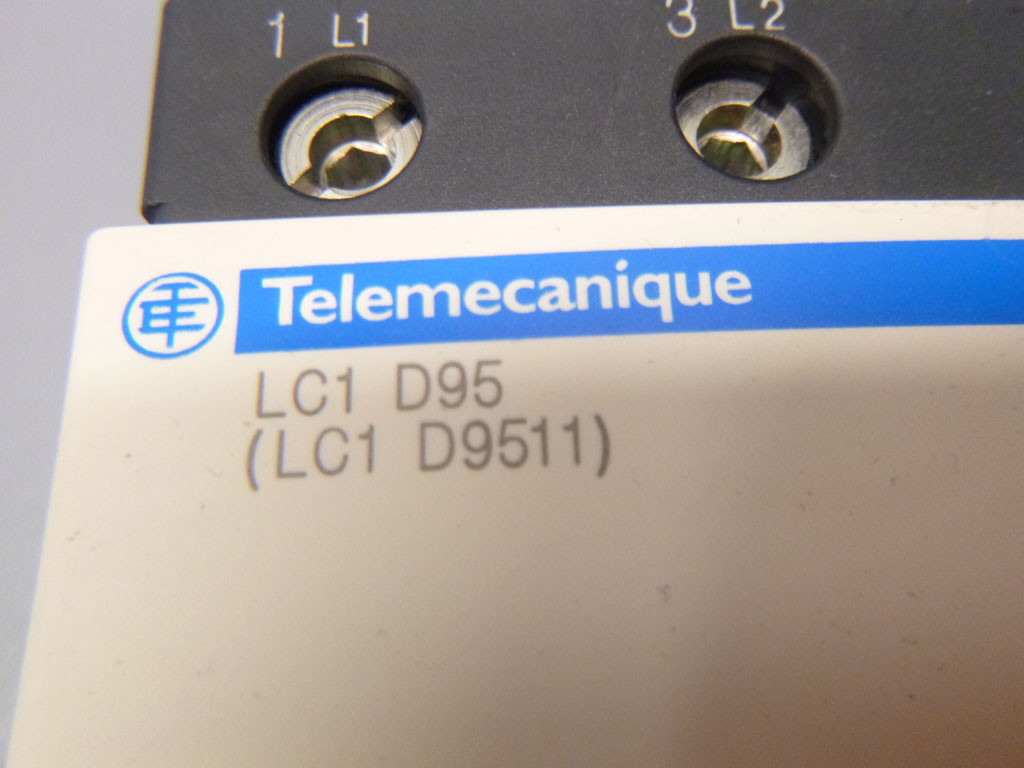 1 L1 3 L2
Telemecanique
LC1 D95
(LC1 D9511)